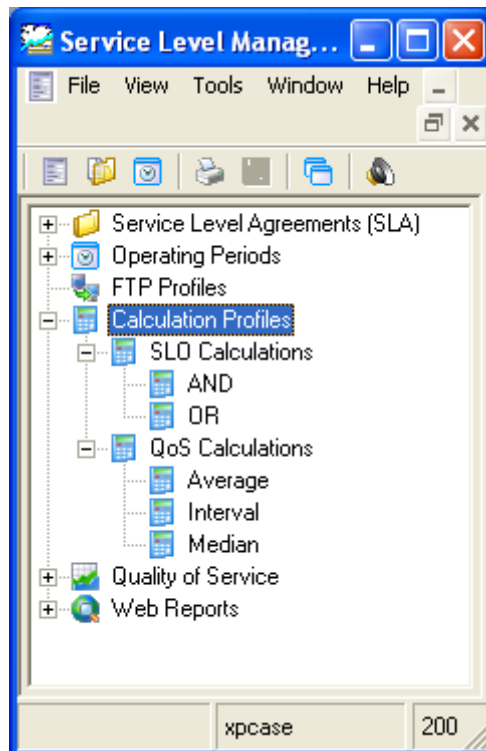 Service Level Manag...
File View Tools Window Help
Service Level Agreements (SLA)
Operating Periods
FTP Profiles
Calculation Profiles
SLO Calculations
AND
OR
QoS Calculations
Average
Interval
Median
Quality of Service
Web Reports
xpcase 200